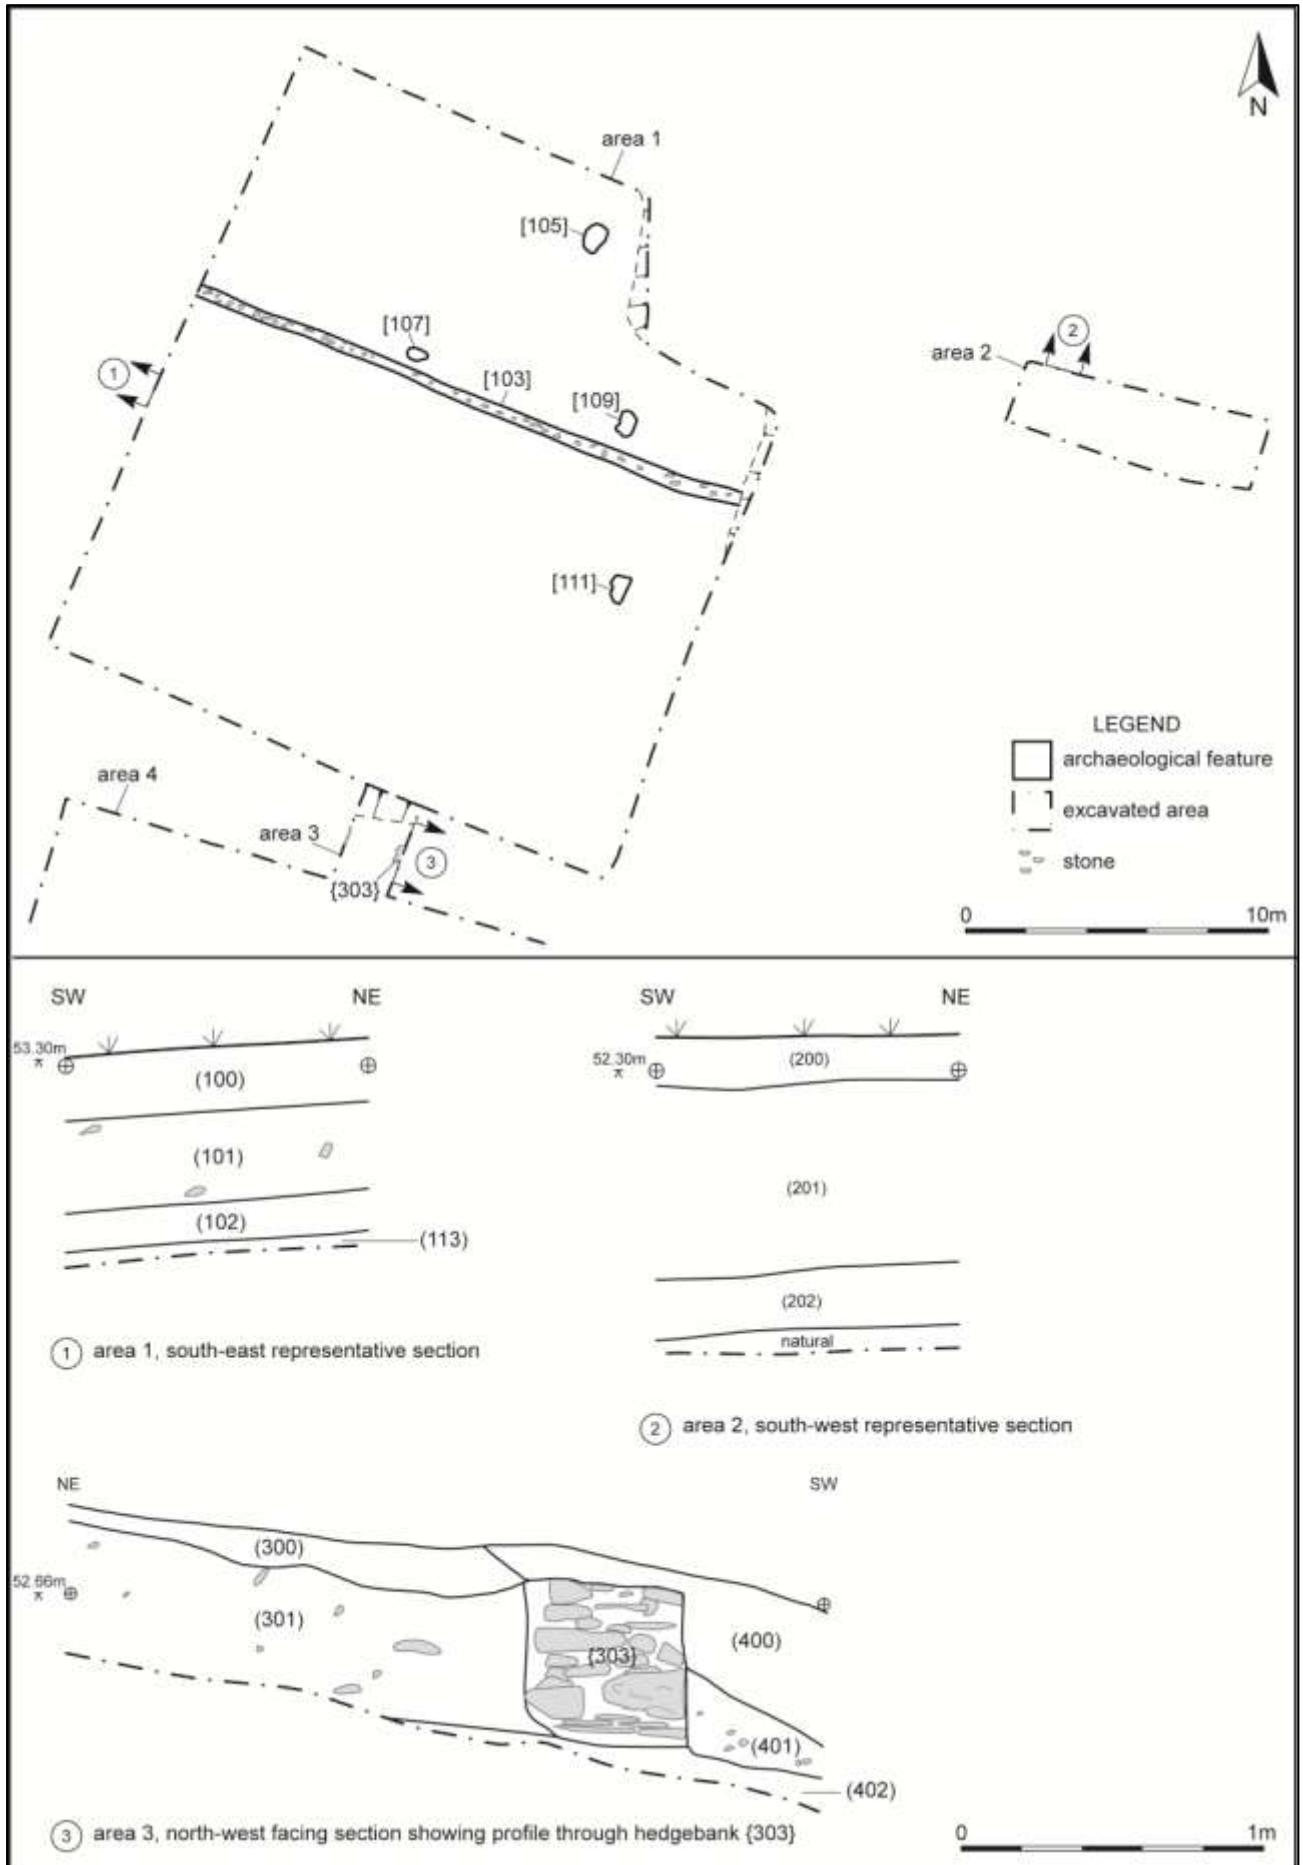 N
area 1
[105]
[107]
[103]
[109]
[111]
1
area 2
2
LEGEND
archaeological feature
excavated area
stone
area 4
area 3
3
{303}
0 10m
SW NE
53.30m
(100)
(101)
(102)
(113)
1 area 1, south-east representative section
SW NE
52.30m
(200)
(201)
(202)
natural
2 area 2, south-west representative section
NE SW
52.66m
(300)
(301)
{303}
(400)
(401)
(402)
3 area 3, north-west facing section showing profile through hedgebank {303}
0 1m